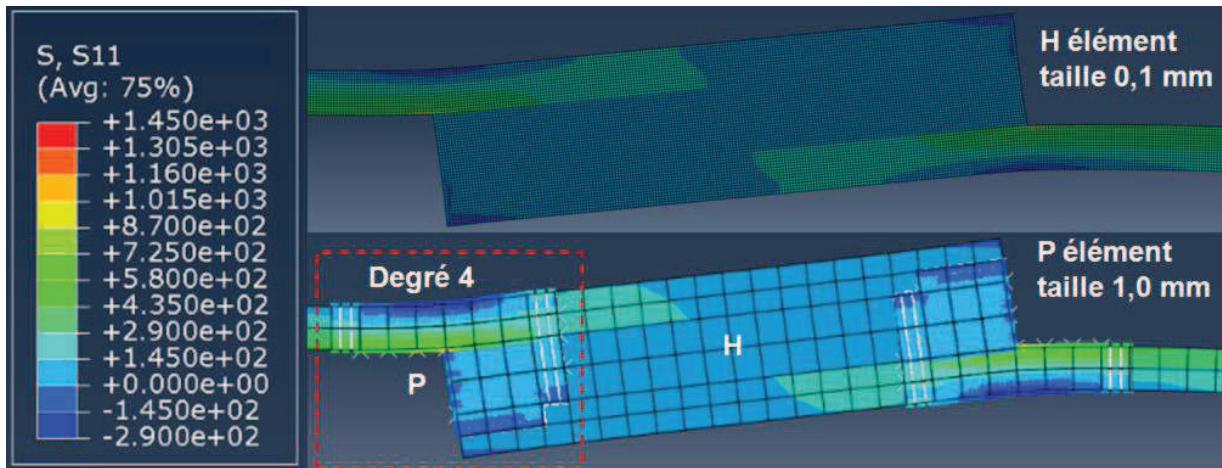 S, S11
(Avg: 75%)
+1.450e+03
+1.305e+03
+1.160e+03
+1.015e+03
+8.700e+02
+7.250e+02
+5.800e+02
+4.350e+02
+2.900e+02
+1.450e+02
+0.000e+00
-1.450e+02
-2.900e+02
H élément
taille 0,1 mm
Degré 4
P élément
taille 1,0 mm
H
P